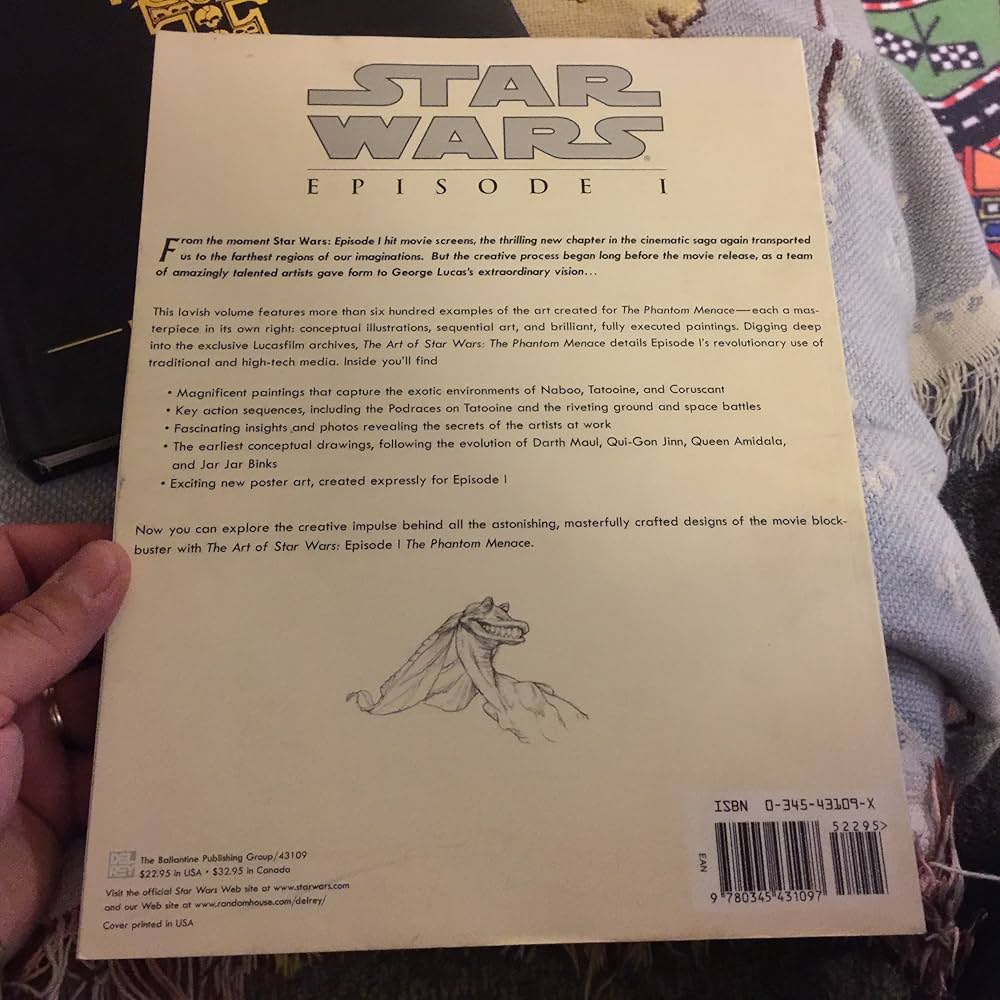 STAR
WARS®
EPISODE I
From the moment Star Wars: Episode I hit movie screens, the thrilling new chapter in the cinematic saga again transported
us to the farthest regions of our imaginations. But the creative process began long before the movie release, as a team
of amazingly talented artists gave form to George Lucas's extraordinary vision...
This lavish volume features more than six hundred examples of the art created for The Phantom Menace—each a mas-
terpiece in its own right: conceptual illustrations, sequential art, and brilliant, fully executed paintings. Digging deep
into the exclusive Lucasfilm archives, The Art of Star Wars: The Phantom Menace details Episode I's revolutionary use of
traditional and high-tech media. Inside you'll find
• Magnificent paintings that capture the exotic environments of Naboo, Tatooine, and Coruscant
• Key action sequences, including the Podraces on Tatooine and the riveting ground and space battles
• Fascinating insights and photos revealing the secrets of the artists at work
• The earliest conceptual drawings, following the evolution of Darth Maul, Qui-Gon Jinn, Queen Amidala,
and Jar Jar Binks
• Exciting new poster art, created expressly for Episode I
Now you can explore the creative impulse behind all the astonishing, masterfully crafted designs of the movie block-
buster with The Art of Star Wars: Episode I The Phantom Menace.
ISBN 0-345-43109-X
52295>
EAN
9 780345 431097
DEL
REY
The Ballantine Publishing Group/43109
$22.95 in USA • $32.95 in Canada
Visit the official Star Wars Web site at www.starwars.com
and our Web site at www.randomhouse.com/delrey/
Cover printed in USA